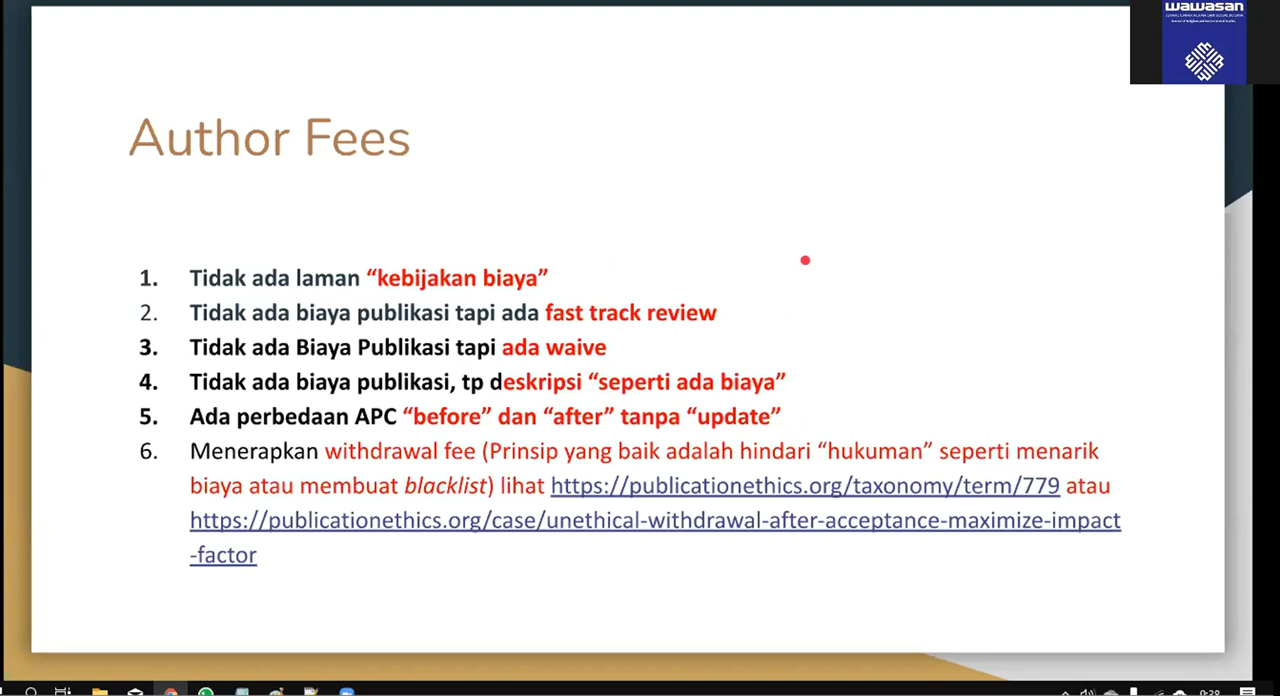 wawasan
Author Fees
1. Tidak ada laman “kebijakan biaya”
2. Tidak ada biaya publikasi tapi ada fast track review
3. Tidak ada Biaya Publikasi tapi ada waive
4. Tidak ada biaya publikasi, tp deskripsi “seperti ada biaya”
5. Ada perbedaan APC “before” dan “after” tanpa “update”
6. Menerapkan withdrawal fee (Prinsip yang baik adalah hindari “hukuman” seperti menarik
biaya atau membuat blacklist) lihat https://publicationethics.org/taxonomy/term/779 atau
https://publicationethics.org/case/unethical-withdrawal-after-acceptance-maximize-impact
-factor